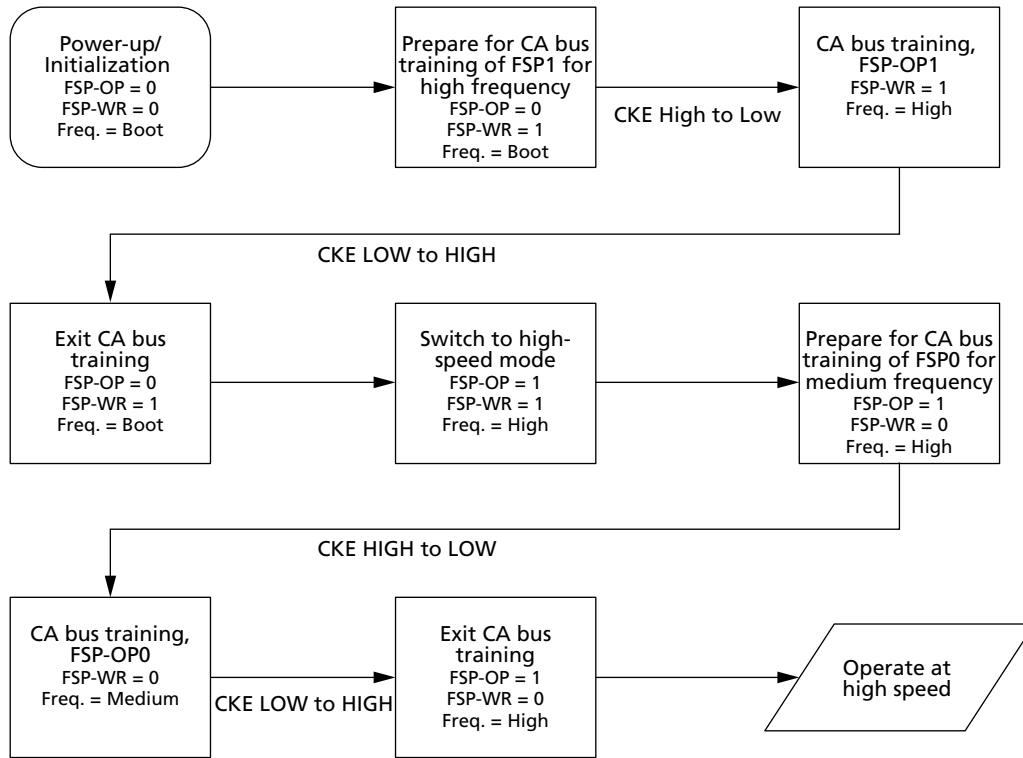 Power-up/
Initialization
FSP-OP = 0
FSP-WR = 0
Freq. = Boot
Prepare for CA bus
training of FSP1 for
high frequency
FSP-OP = 0
FSP-WR = 1
Freq. = Boot
CKE High to Low
CA bus training,
FSP-OP1
FSP-WR = 1
Freq. = High
CKE LOW to HIGH
Exit CA bus
training
FSP-OP = 0
FSP-WR = 1
Freq. = Boot
Switch to high-
speed mode
FSP-OP = 1
FSP-WR = 1
Freq. = High
Prepare for CA bus
training of FSP0 for
medium frequency
FSP-OP = 1
FSP-WR = 0
Freq. = High
CKE HIGH to LOW
CA bus training,
FSP-OP0
FSP-WR = 0
Freq. = Medium
CKE LOW to HIGH
Exit CA bus
training
FSP-OP = 1
FSP-WR = 0
Freq. = High
Operate at
high speed